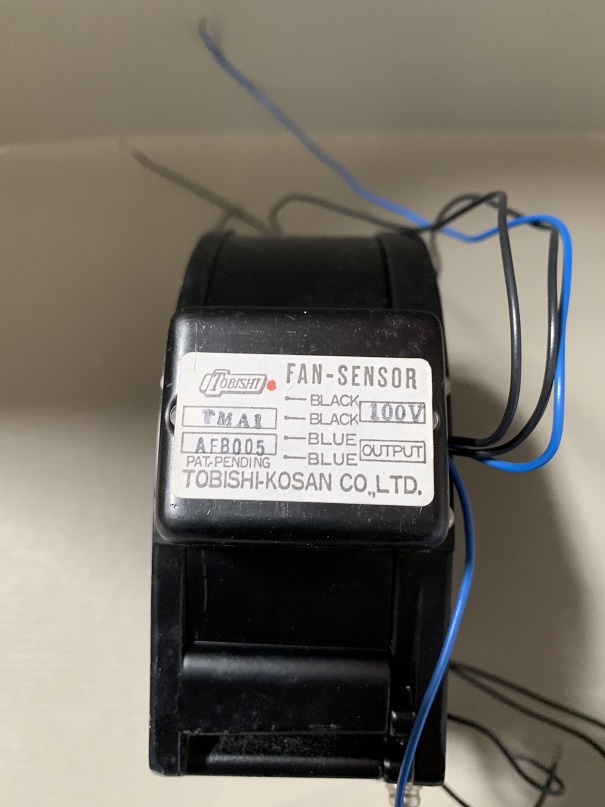 TOBISHI FAN-SENSOR
TMA1 BLACK 100V
BLACK
AFB005 BLUE OUTPUT
PAT-PENDING BLUE
TOBISHI-KOSAN CO.,LTD.